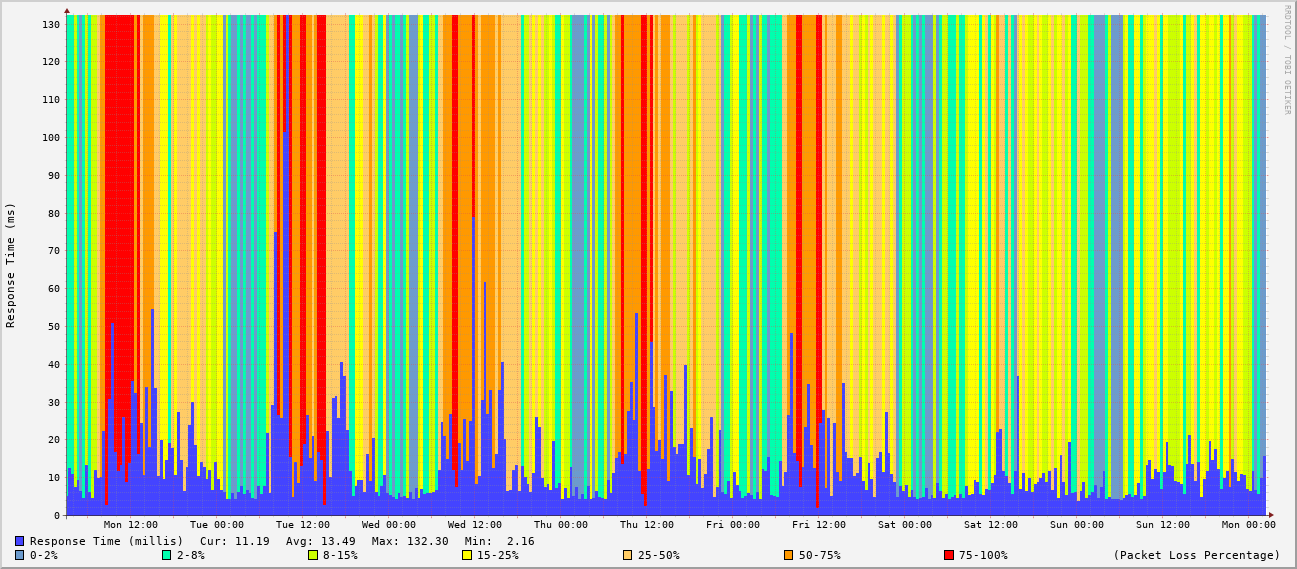 RRDTOOL / TOBI OETIKER
Response Time (ms)
130
120
110
100
90
80
70
60
50
40
30
20
10
0
Mon 12:00 Tue 00:00 Tue 12:00 Wed 00:00 Wed 12:00 Thu 00:00 Thu 12:00 Fri 00:00 Fri 12:00 Sat 00:00 Sat 12:00 Sun 00:00 Sun 12:00 Mon 00:00
Response Time (millis) Cur: 11.19 Avg: 13.49 Max: 132.30 Min: 2.16
0-2% 2-8% 8-15% 15-25% 25-50% 50-75% 75-100% (Packet Loss Percentage)